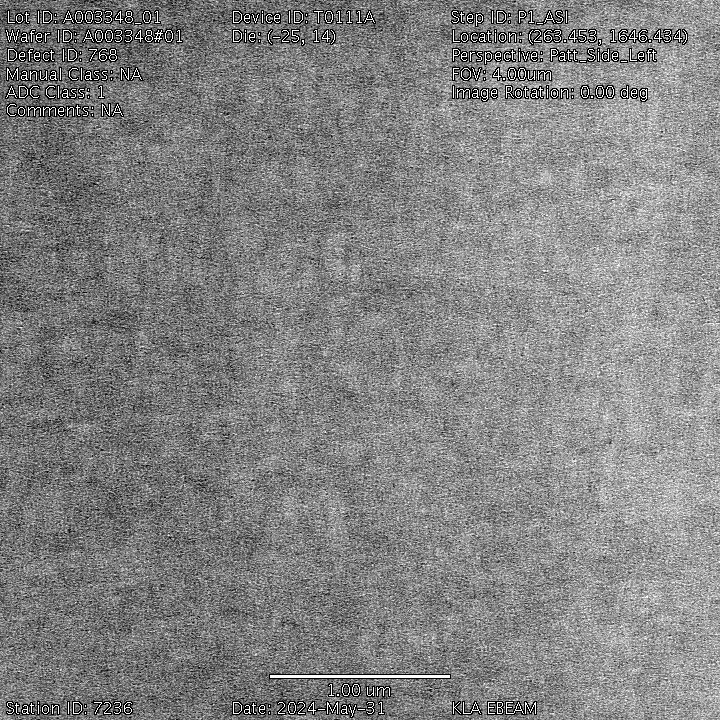 Lot ID: A003348_01 Device ID: T0111A Step ID: P1_ASI
Wafer ID: A003348#01 Die: (-25, 14) Location: (263.453, 1646.434)
Defect ID: 768 Perspective: Patt_Side_Left
Manual Class: NA FOV: 4.00um
ADC Class: 1 Image Rotation: 0.00 deg
Comments: NA
1.00 um
Station ID: 7236 Date: 2024-May-31 KLA EBEAM